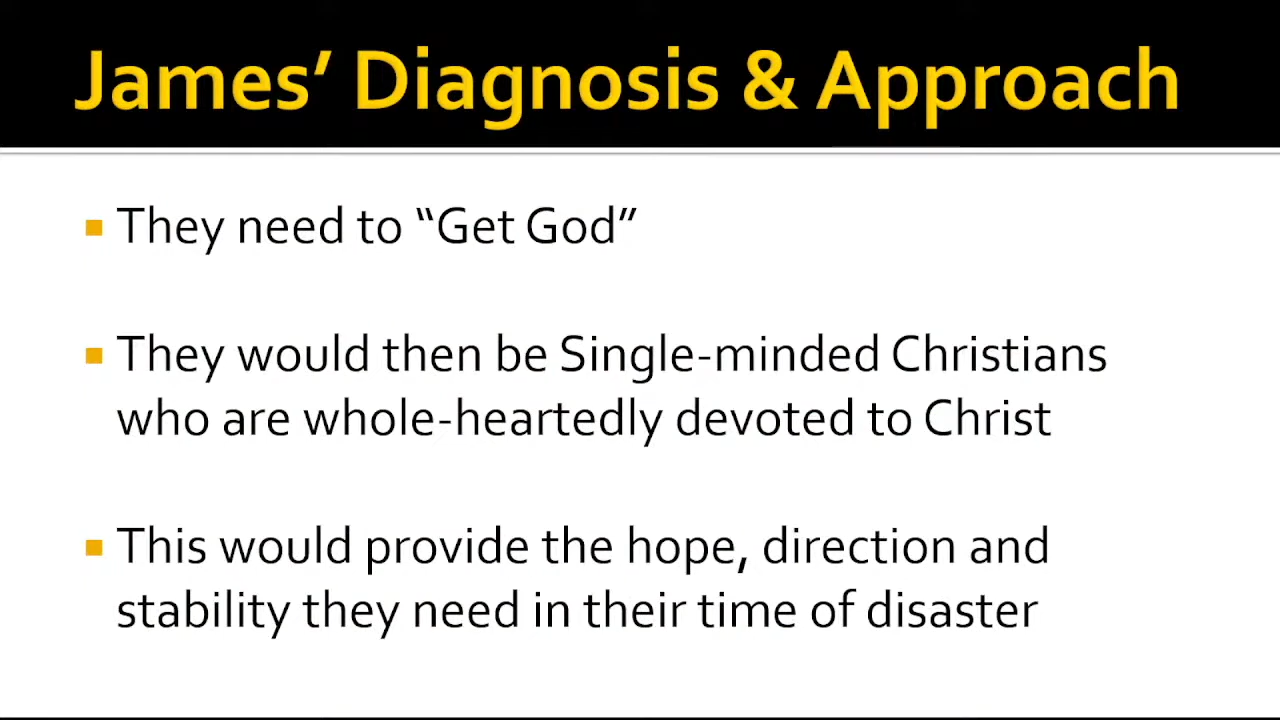 James’ Diagnosis & Approach
They need to “Get God”
They would then be Single-minded Christians
who are whole-heartedly devoted to Christ
This would provide the hope, direction and
stability they need in their time of disaster